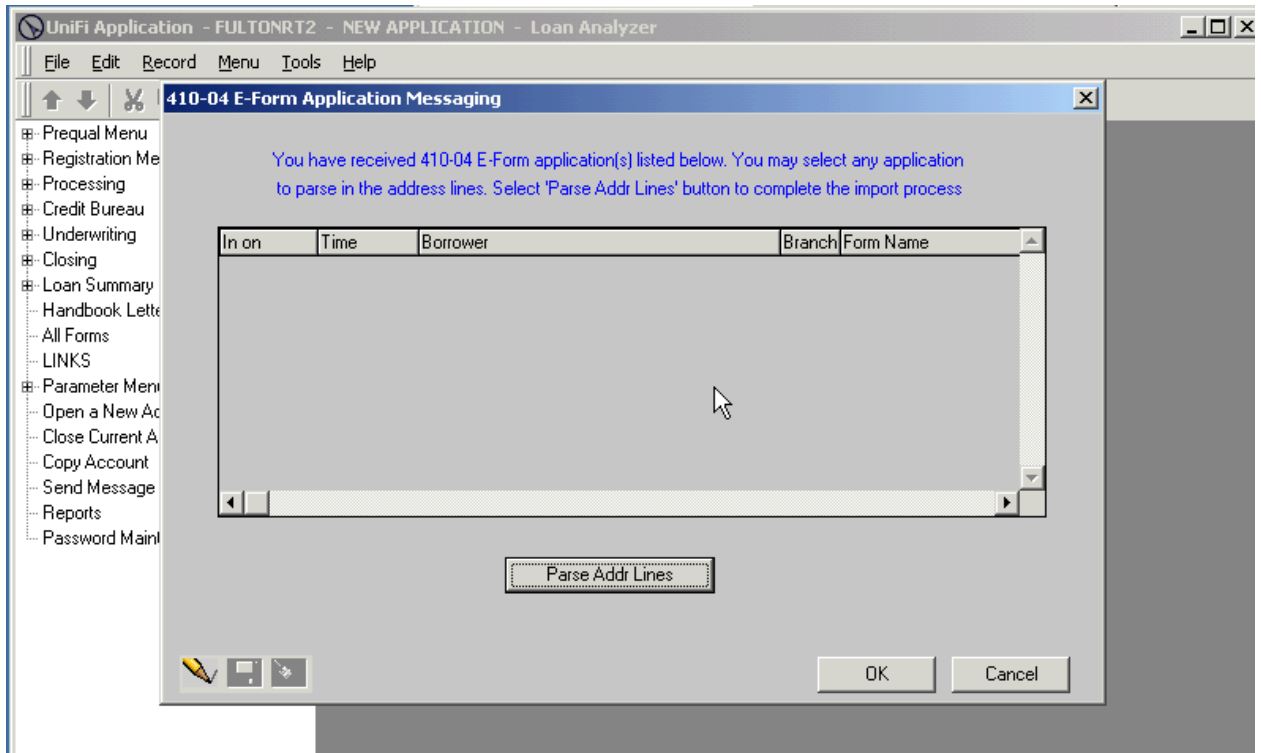 UniFi Application - FULTONRT2 - NEW APPLICATION - Loan Analyzer
File Edit Record Menu Tools Help
410-04 E-Form Application Messaging
Prequal Menu
Registration Me
Processing
Credit Bureau
Underwriting
Closing
Loan Summary
Handbook Lette
All Forms
LINKS
Parameter Menu
Open a New Ac
Close Current A
Copy Account
Send Message
Reports
Password Maint
You have received 410-04 E-Form application(s) listed below. You may select any application
to parse in the address lines. Select 'Parse Addr Lines' button to complete the import process
In on Time Borrower Branch Form Name
Parse Addr Lines
OK Cancel